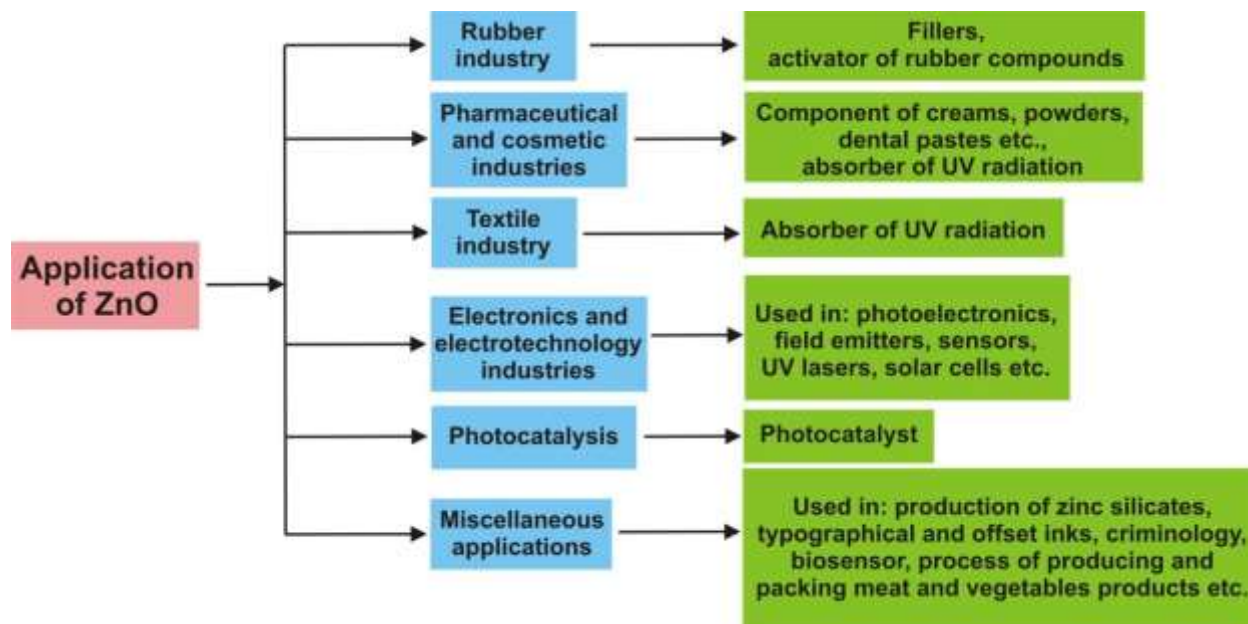 Application
of ZnO
Rubber
industry
Fillers,
activator of rubber compounds
Pharmaceutical
and cosmetic
industries
Component of creams, powders,
dental pastes etc.,
absorber of UV radiation
Textile
industry
Absorber of UV radiation
Electronics and
electrotechnology
industries
Used in: photoelectronics,
field emitters, sensors,
UV lasers, solar cells etc.
Photocatalysis
Photocatalyst
Miscellaneous
applications
Used in: production of zinc silicates,
typographical and offset inks, criminology,
biosensor, process of producing and
packing meat and vegetables products etc.